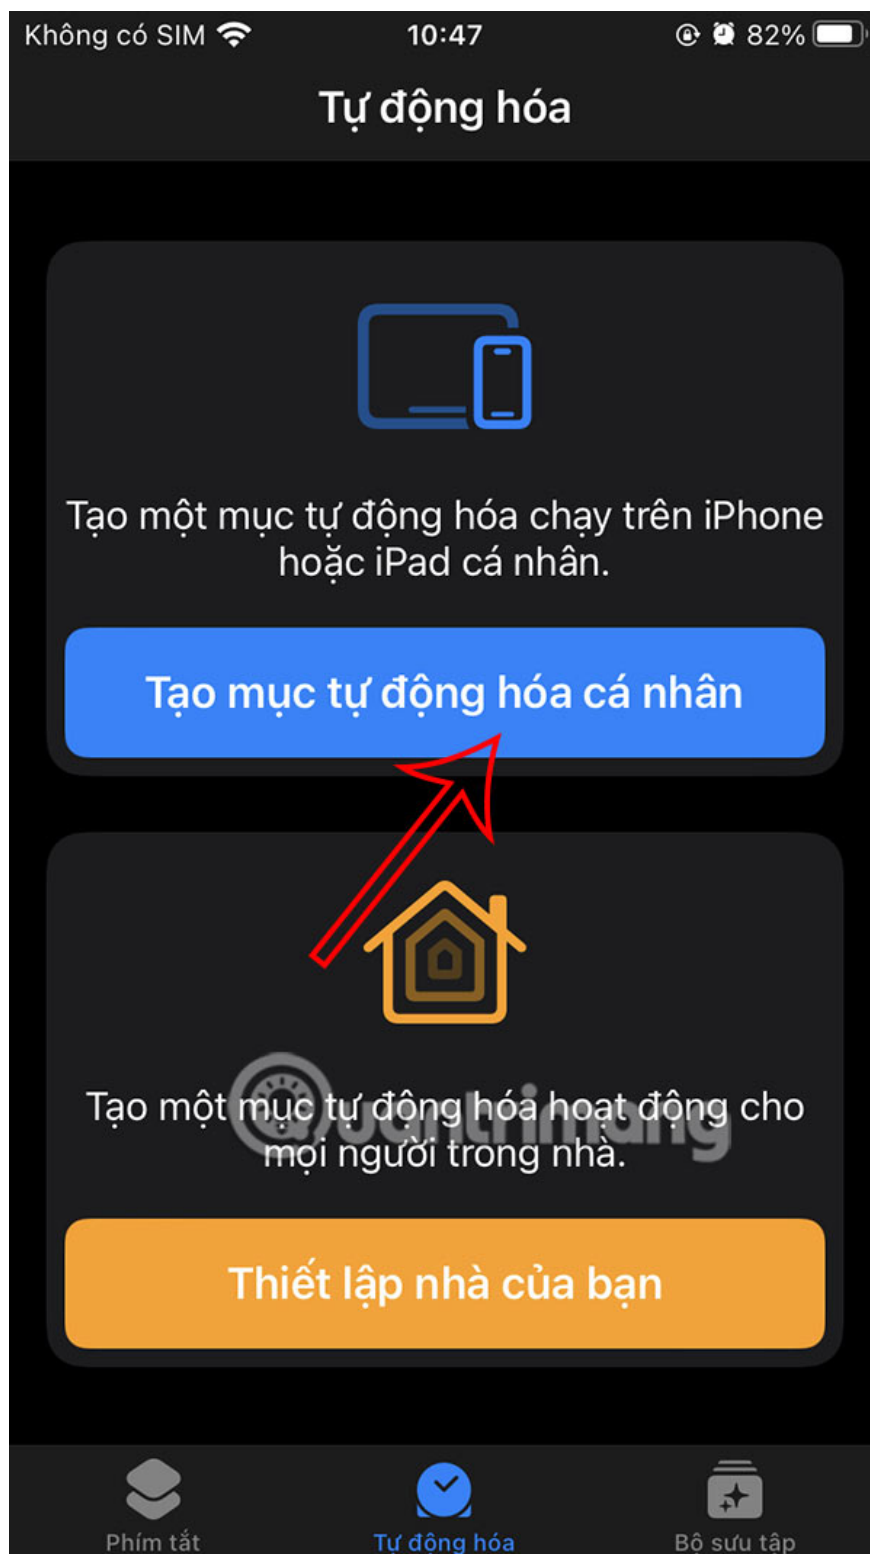 Không có SIM 10:47 82%
Tự động hóa
Tạo một mục tự động hóa chạy trên iPhone
hoặc iPad cá nhân.
Tạo mục tự động hóa cá nhân
Tạo một mục tự động hóa hoạt động cho
mọi người trong nhà.
Quantrimang
Thiết lập nhà của bạn
Phím tắt Tự động hóa Bộ sưu tập